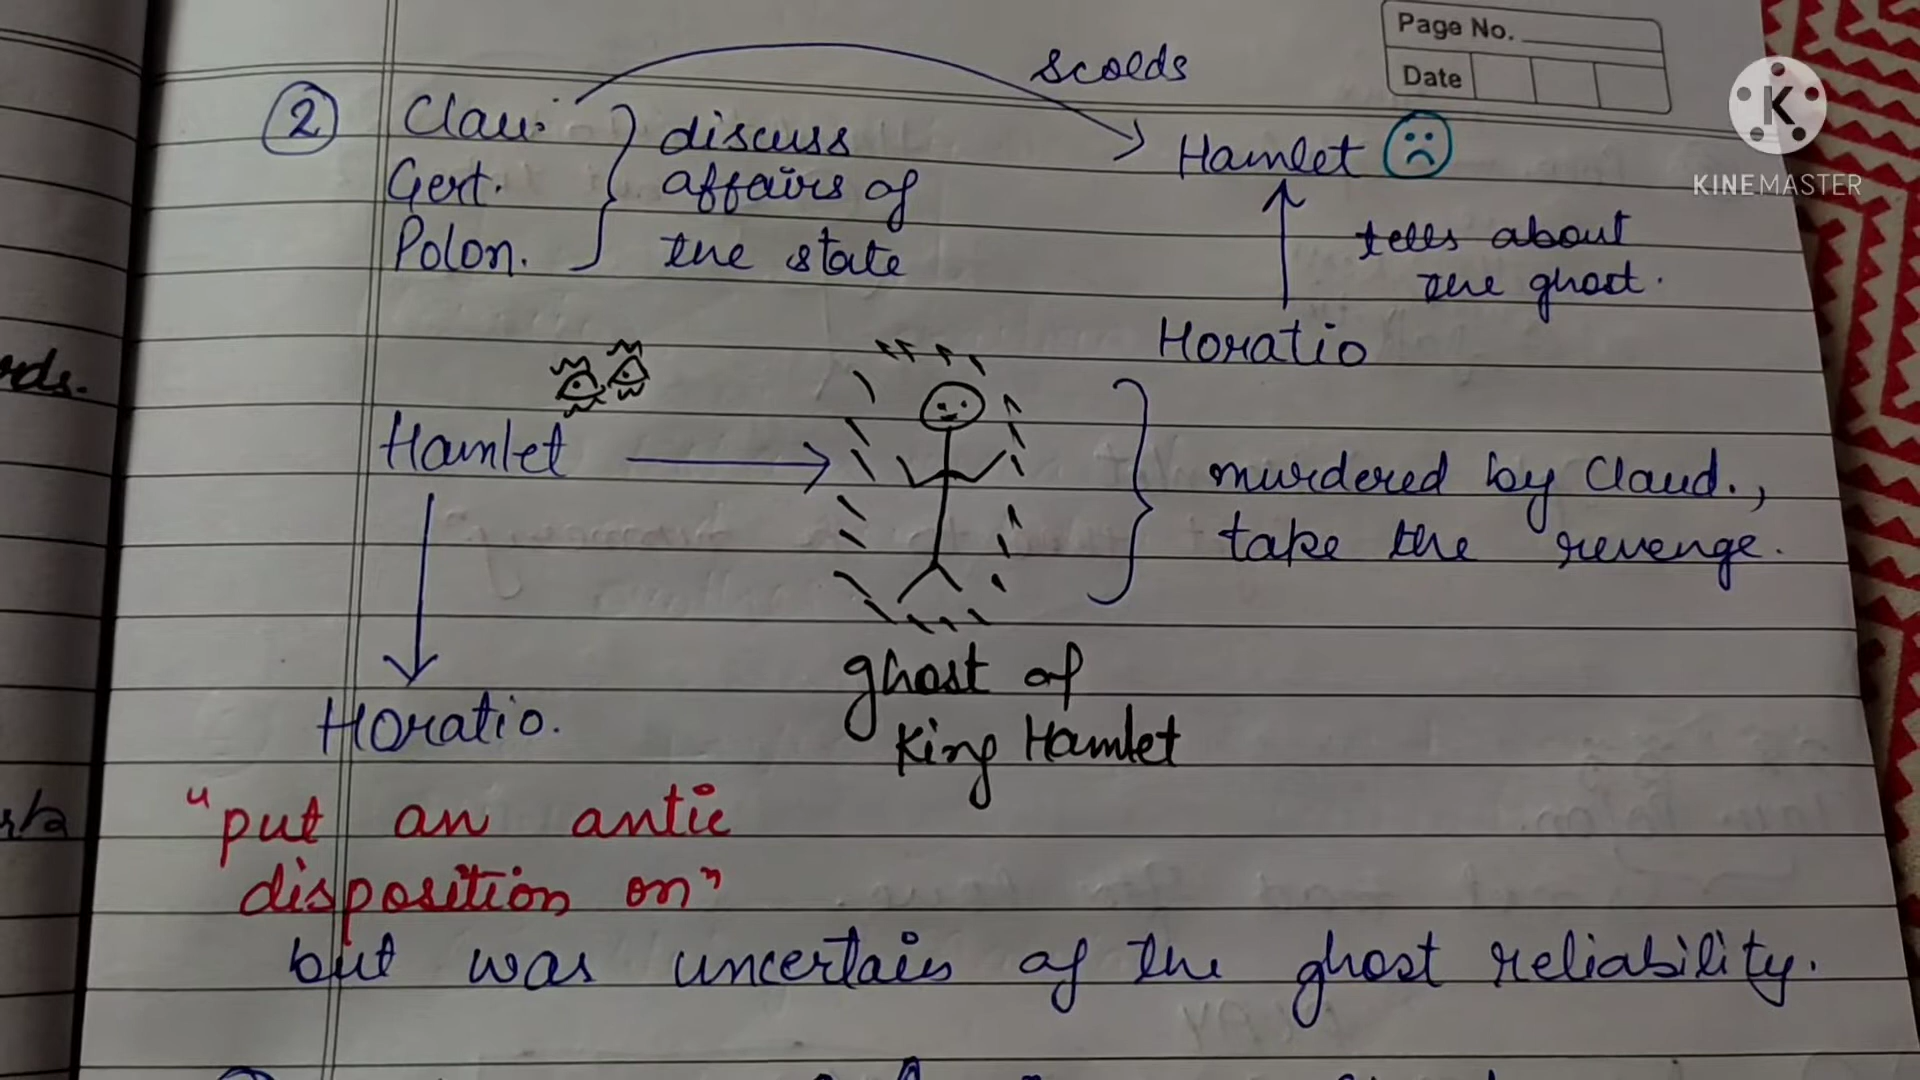 Page No.
Date
K
KINEMASTER
scolds
② Clau. } discuss
Gert. affairs of
Polon. the state
Hamlet
tells about
the ghost.
Horatio
Hamlet
murdered by Claud.,
take the revenge.
ghost of
King Hamlet
Horatio.
"put an antic
disposition on"
but was uncertain of the ghost reliability.
rds.